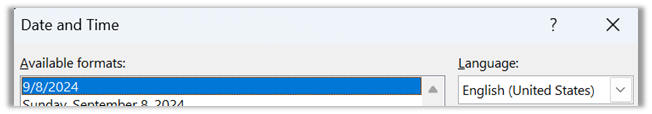 Date and Time ?
Available formats: Language:
9/8/2024 English (United States)
Sunday, September 8, 2024